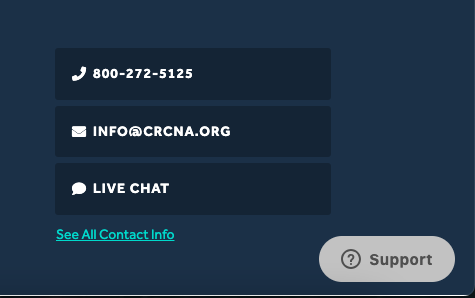 800-272-5125
INFO@CRCNA.ORG
LIVE CHAT
See All Contact Info
Support